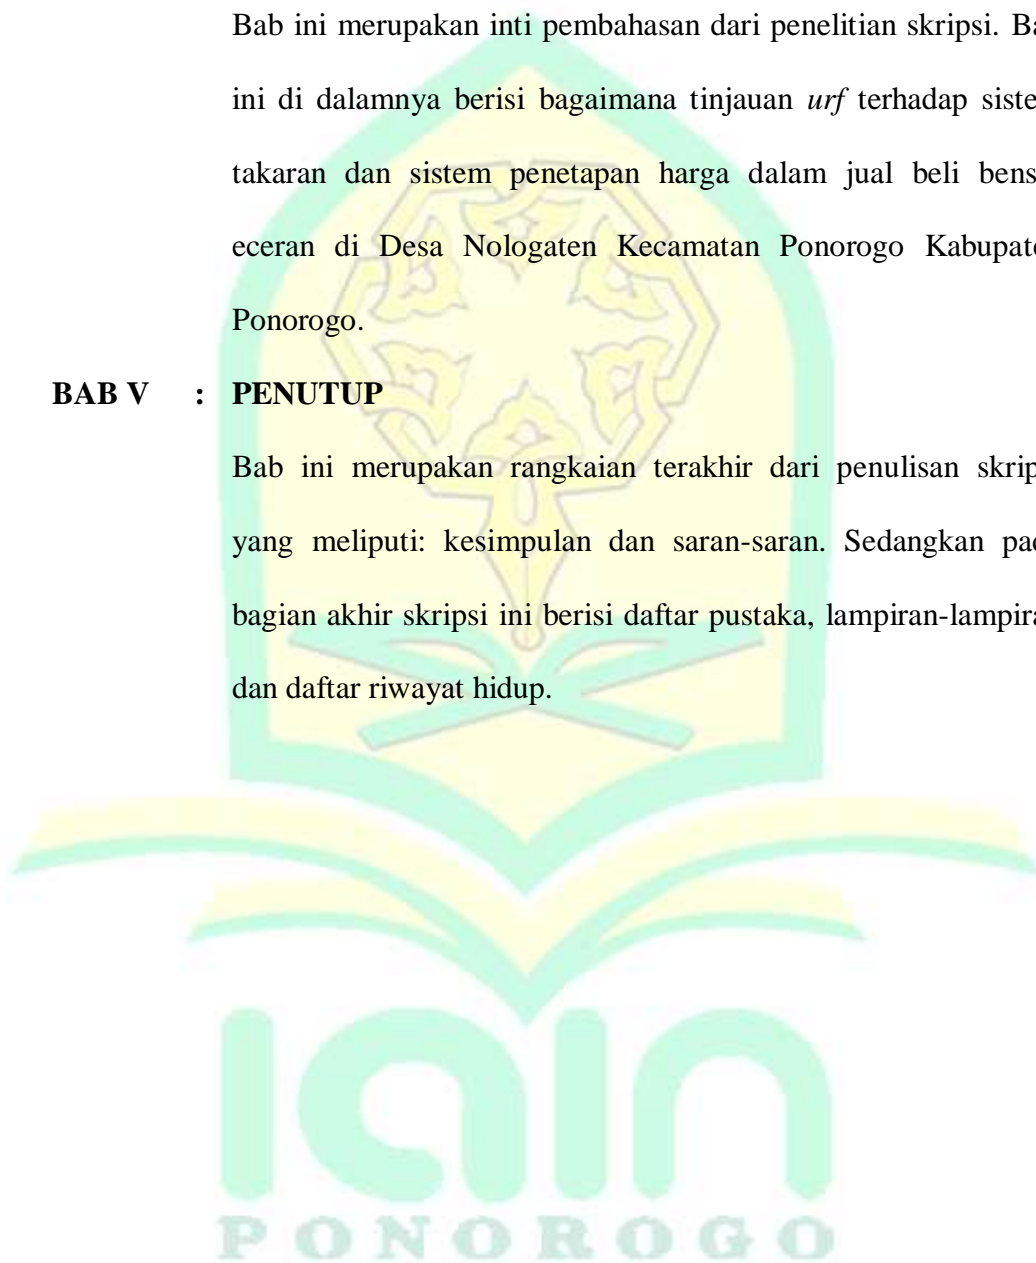 Bab ini merupakan inti pembahasan dari penelitian skripsi. Ba
ini di dalamnya berisi bagaimana tinjauan urf terhadap siste
takaran dan sistem penetapan harga dalam jual beli bens
eceran di Desa Nologaten Kecamatan Ponorogo Kabupate
Ponorogo.
BAB V : PENUTUP
Bab ini merupakan rangkaian terakhir dari penulisan skrip
yang meliputi: kesimpulan dan saran-saran. Sedangkan pad
bagian akhir skripsi ini berisi daftar pustaka, lampiran-lampira
dan daftar riwayat hidup.
iain
PONOROGO